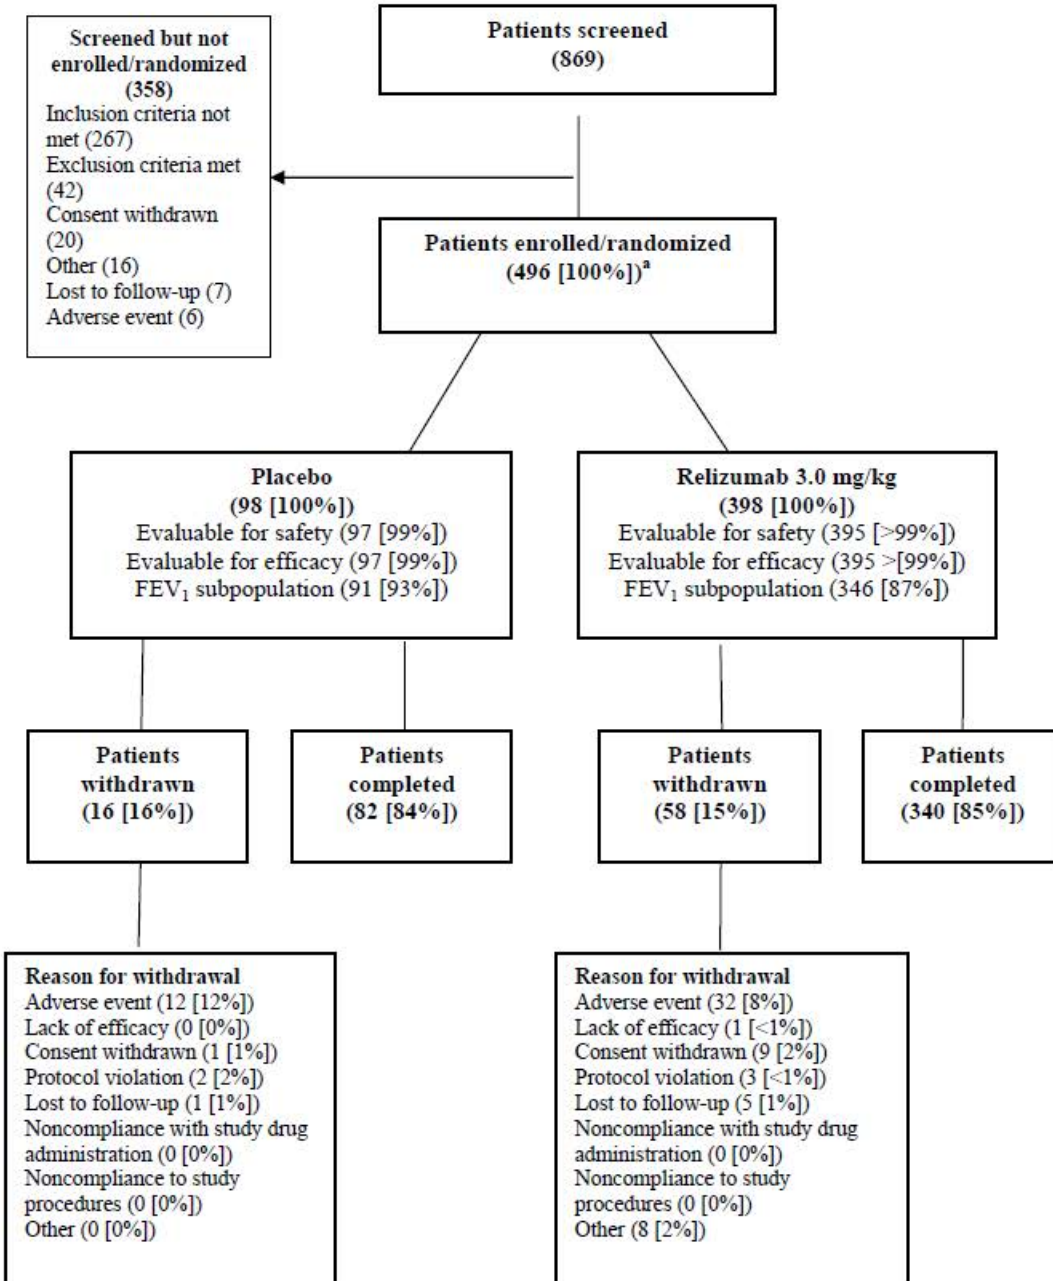 Patients screened
(869)
Screened but not
enrolled/randomized
(358)
Inclusion criteria not
met (267)
Exclusion criteria met
(42)
Consent withdrawn
(20)
Other (16)
Lost to follow-up (7)
Adverse event (6)
Patients enrolled/randomized
(496 [100%])ᵃ
Placebo
(98 [100%])
Evaluable for safety (97 [99%])
Evaluable for efficacy (97 [99%])
FEV₁ subpopulation (91 [93%])
Relizumab 3.0 mg/kg
(398 [100%])
Evaluable for safety (395 [>99%])
Evaluable for efficacy (395 >[99%])
FEV₁ subpopulation (346 [87%])
Patients
withdrawn
(16 [16%])
Patients
completed
(82 [84%])
Patients
withdrawn
(58 [15%])
Patients
completed
(340 [85%])
Reason for withdrawal
Adverse event (12 [12%])
Lack of efficacy (0 [0%])
Consent withdrawn (1 [1%])
Protocol violation (2 [2%])
Lost to follow-up (1 [1%])
Noncompliance with study drug
administration (0 [0%])
Noncompliance to study
procedures (0 [0%])
Other (0 [0%])
Reason for withdrawal
Adverse event (32 [8%])
Lack of efficacy (1 [<1%])
Consent withdrawn (9 [2%])
Protocol violation (3 [<1%])
Lost to follow-up (5 [1%])
Noncompliance with study drug
administration (0 [0%])
Noncompliance to study
procedures (0 [0%])
Other (8 [2%])